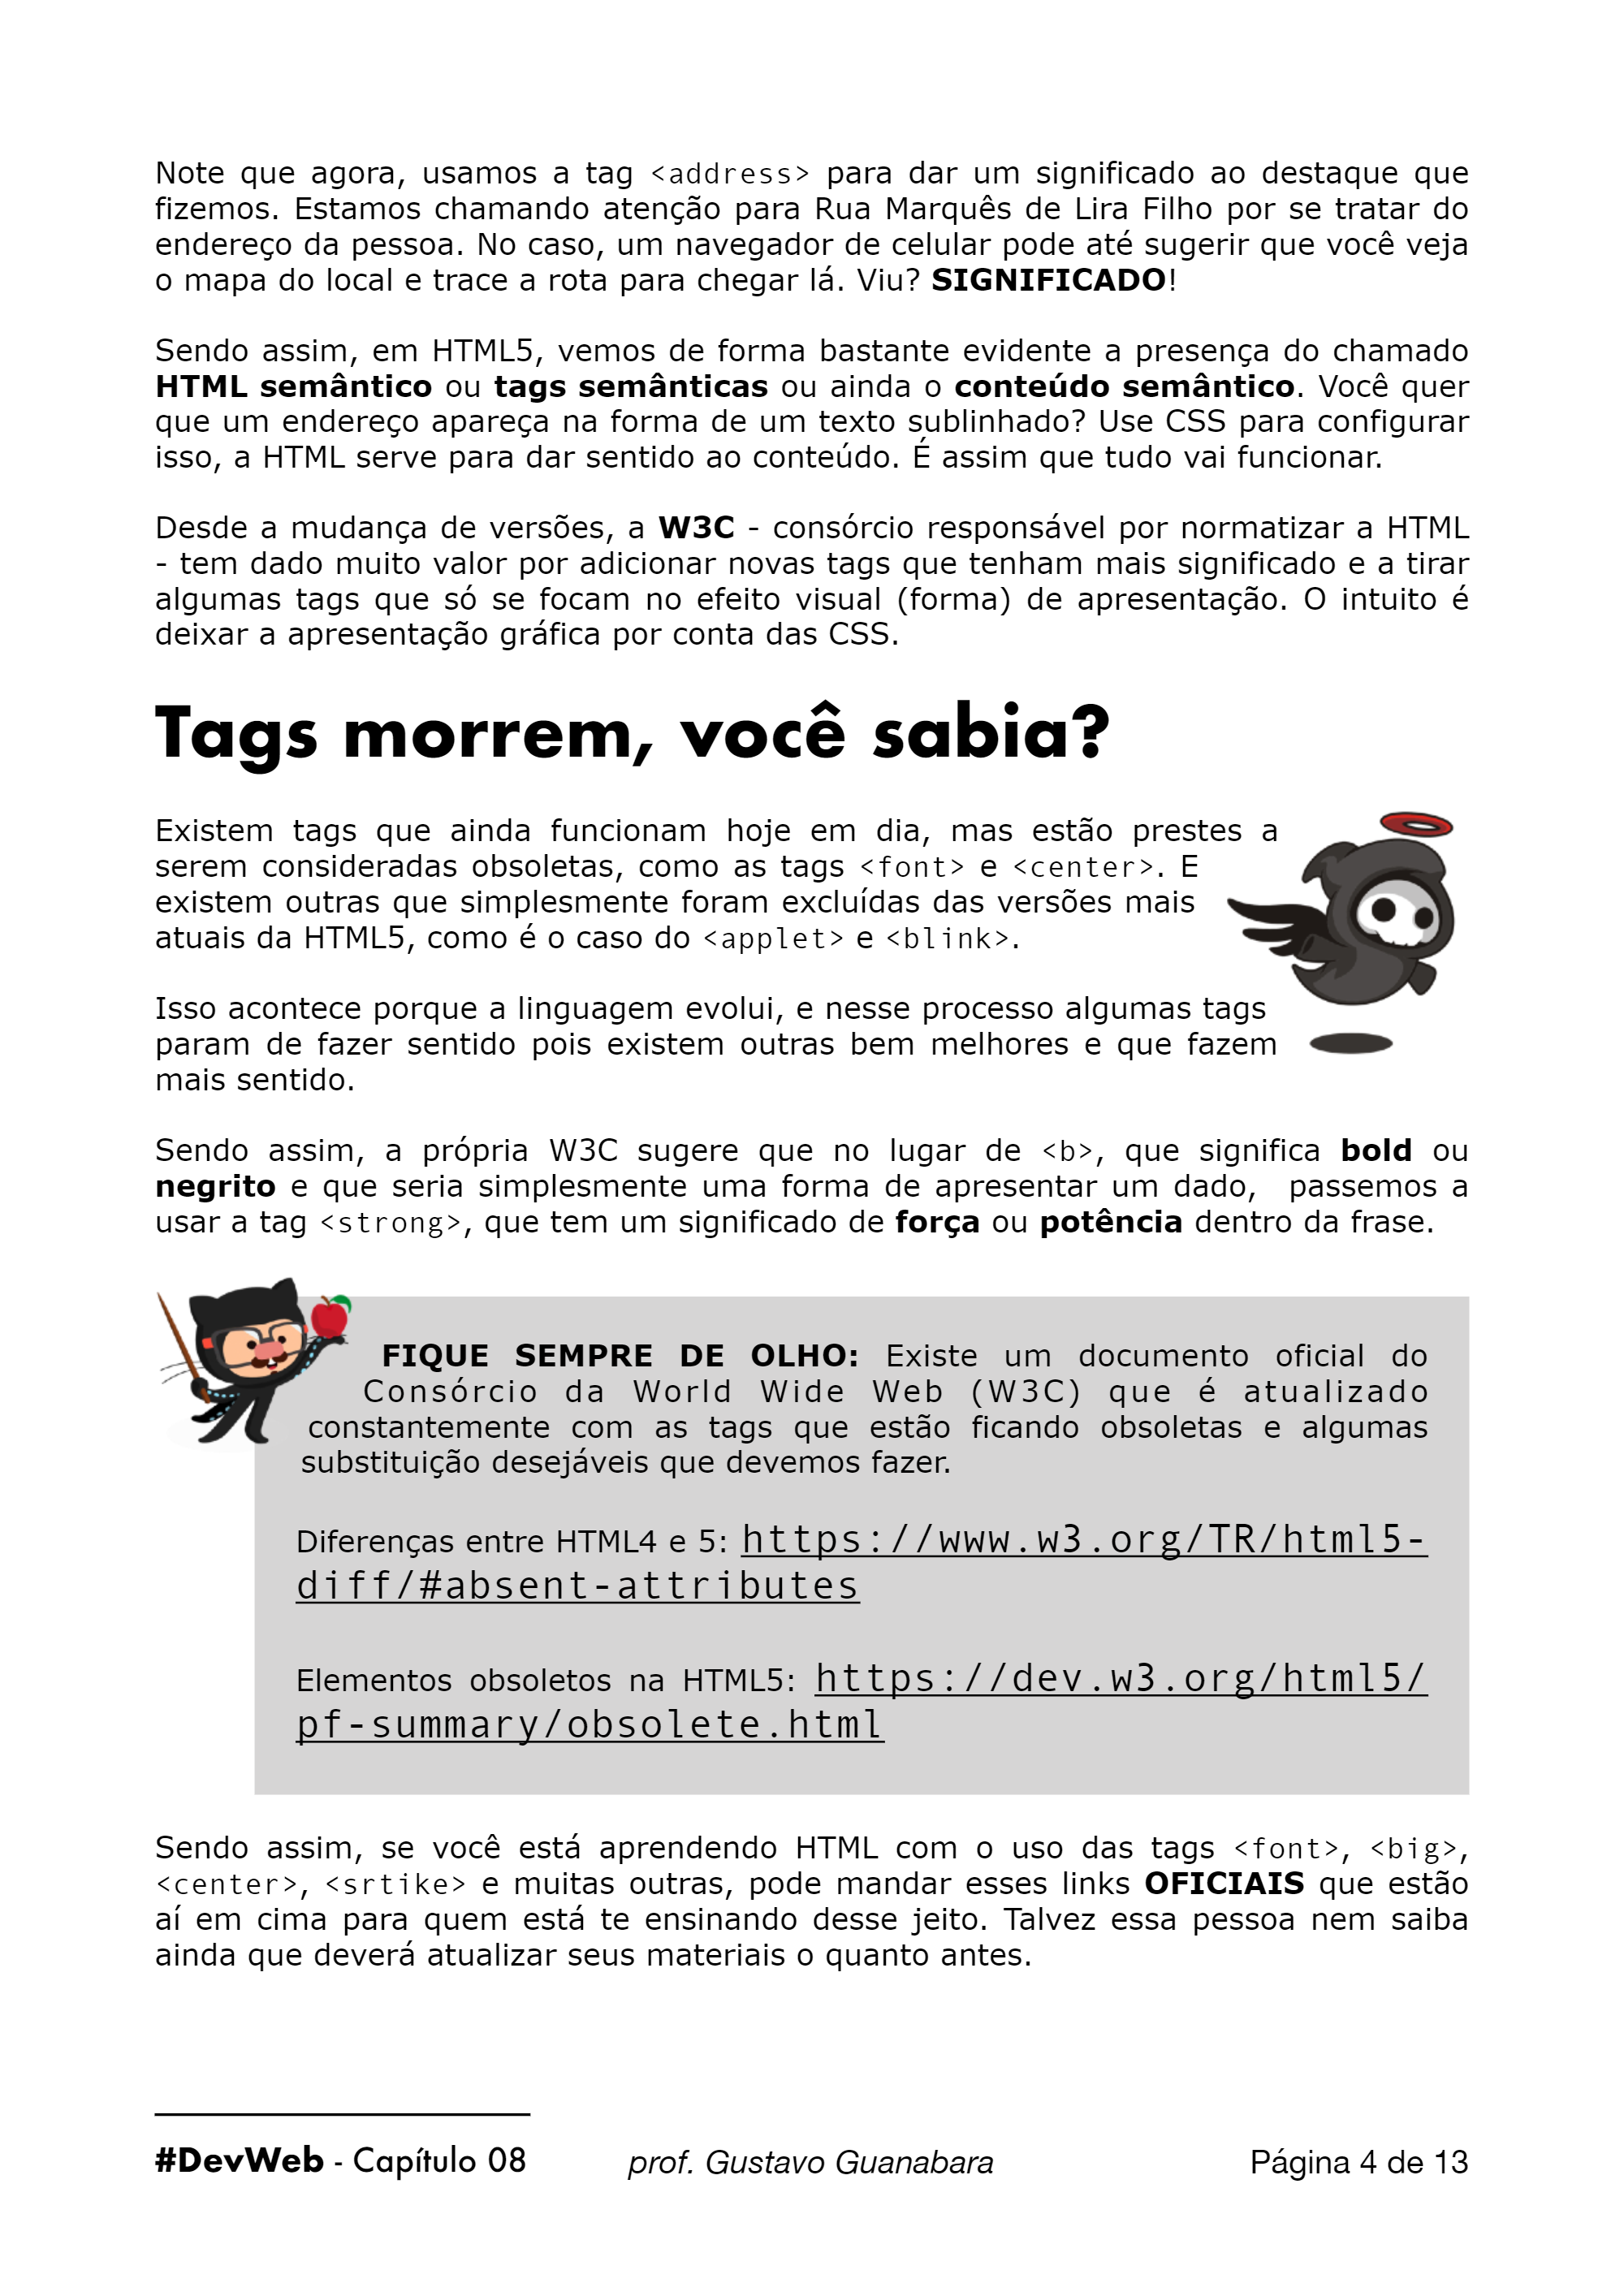 Note que agora, usamos a tag <address> para dar um significado ao destaque que
fizemos. Estamos chamando atenção para Rua Marquês de Lira Filho por se tratar do
endereço da pessoa. No caso, um navegador de celular pode até sugerir que você veja
o mapa do local e trace a rota para chegar lá. Viu? SIGNIFICADO!
Sendo assim, em HTML5, vemos de forma bastante evidente a presença do chamado
HTML semântico ou tags semânticas ou ainda o conteúdo semântico. Você quer
que um endereço apareça na forma de um texto sublinhado? Use CSS para configurar
isso, a HTML serve para dar sentido ao conteúdo. É assim que tudo vai funcionar.
Desde a mudança de versões, a W3C - consórcio responsável por normatizar a HTML
- tem dado muito valor por adicionar novas tags que tenham mais significado e a tirar
algumas tags que só se focam no efeito visual (forma) de apresentação. O intuito é
deixar a apresentação gráfica por conta das CSS.
Tags morrem, você sabia?
Existem tags que ainda funcionam hoje em dia, mas estão prestes a
serem consideradas obsoletas, como as tags <font> e <center>. E
existem outras que simplesmente foram excluídas das versões mais
atuais da HTML5, como é o caso do <applet> e <blink>.
Isso acontece porque a linguagem evolui, e nesse processo algumas tags
param de fazer sentido pois existem outras bem melhores e que fazem
mais sentido.
Sendo assim, a própria W3C sugere que no lugar de <b>, que significa bold ou
negrito e que seria simplesmente uma forma de apresentar um dado, passemos a
usar a tag <strong>, que tem um significado de força ou potência dentro da frase.
FIQUE SEMPRE DE OLHO: Existe um documento oficial do
Consórcio da World Wide Web (W3C) que é atualizado
constantemente com as tags que estão ficando obsoletas e algumas
substituição desejáveis que devemos fazer.
Diferenças entre HTML4 e 5: https://www.w3.org/TR/html5-
diff/#absent-attributes
Elementos obsoletos na HTML5: https://dev.w3.org/html5/
pf-summary/obsolete.html
Sendo assim, se você está aprendendo HTML com o uso das tags <font>, <big>,
<center>, <srtike> e muitas outras, pode mandar esses links OFICIAIS que estão
aí em cima para quem está te ensinando desse jeito. Talvez essa pessoa nem saiba
ainda que deverá atualizar seus materiais o quanto antes.
#DevWeb - Capítulo 08 prof. Gustavo Guanabara Página 4 de 13